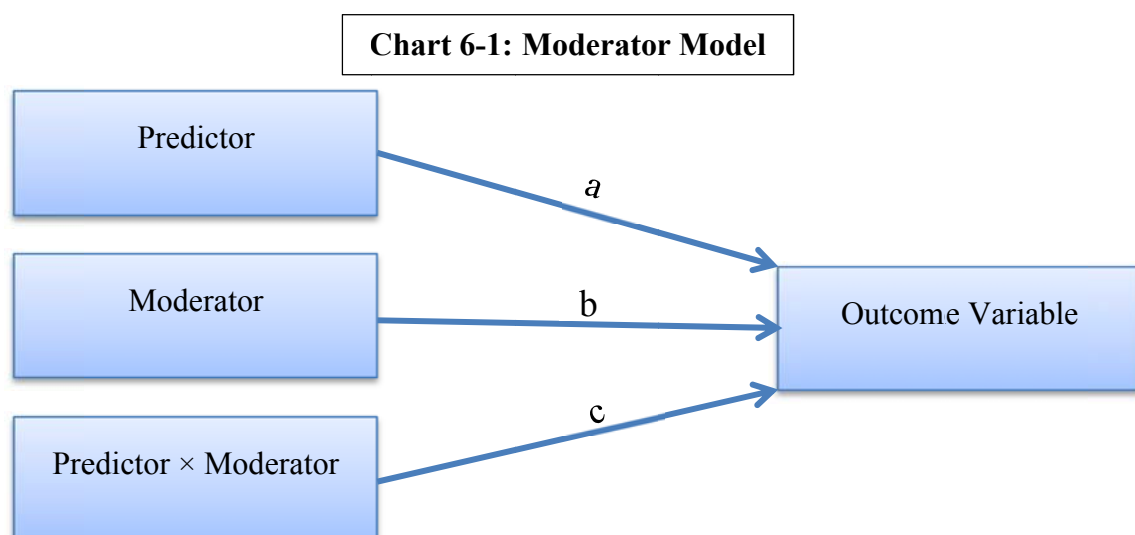 Chart 6-1: Moderator Model
Predictor
a
Moderator
b
Outcome Variable
Predictor × Moderator
c